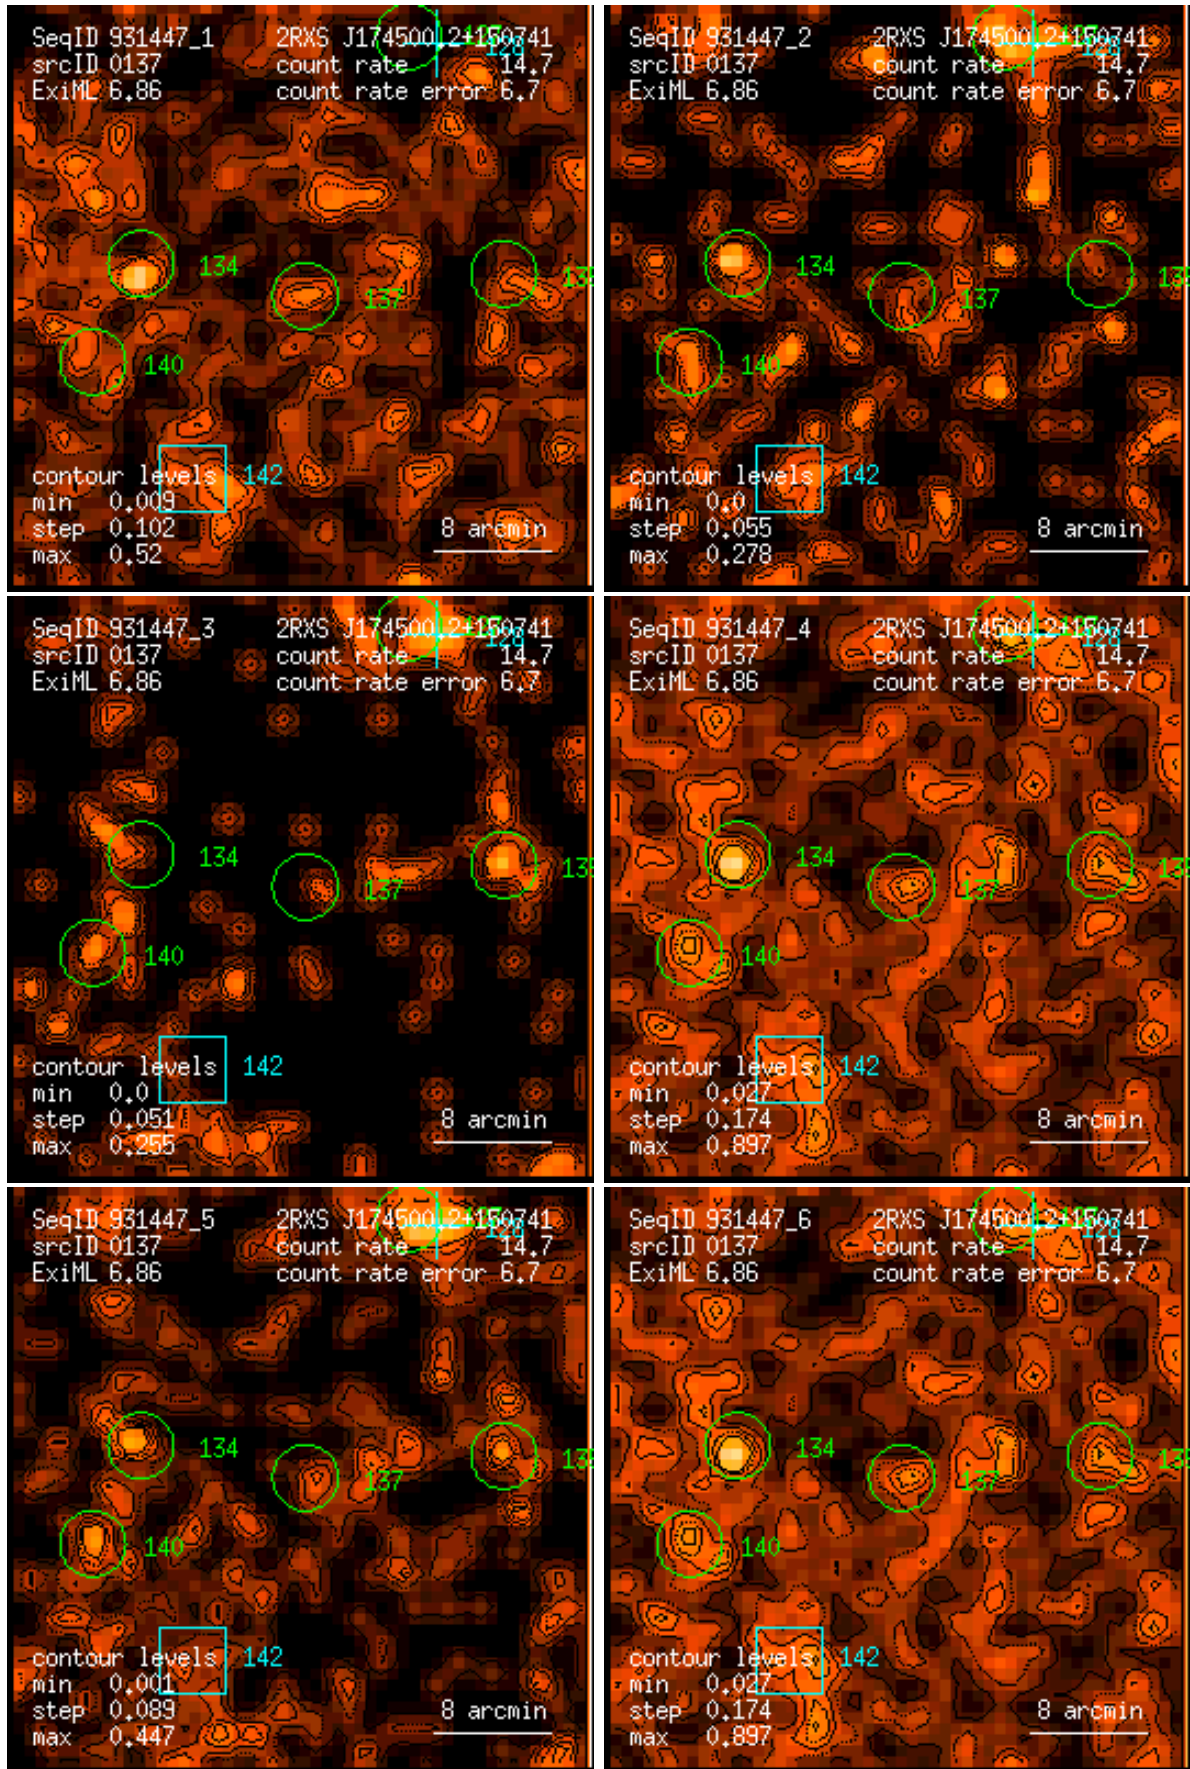 SeqID 931447_1 2RXS J174500.2+150741
srcID 0137 count rate 14.7
ExiML 6.86 count rate error 6.7
134
137
140
142
contour levels
min 0.009
step 0.102 8 arcmin
max 0.52
SeqID 931447_2 2RXS J174500.2+150741
srcID 0137 count rate 14.7
ExiML 6.86 count rate error 6.7
134
137
140
142
contour levels
min 0.0
step 0.055 8 arcmin
max 0.278
SeqID 931447_3 2RXS J174500.2+150741
srcID 0137 count rate 14.7
ExiML 6.86 count rate error 6.7
134
137
140
142
contour levels
min 0.0
step 0.051 8 arcmin
max 0.255
SeqID 931447_4 2RXS J174500.2+150741
srcID 0137 count rate 14.7
ExiML 6.86 count rate error 6.7
134
137
140
142
contour levels
min 0.027
step 0.174 8 arcmin
max 0.897
SeqID 931447_5 2RXS J174500.2+150741
srcID 0137 count rate 14.7
ExiML 6.86 count rate error 6.7
134
137
140
142
contour levels
min 0.001
step 0.089 8 arcmin
max 0.447
SeqID 931447_6 2RXS J174500.2+150741
srcID 0137 count rate 14.7
ExiML 6.86 count rate error 6.7
134
137
140
142
contour levels
min 0.027
step 0.174 8 arcmin
max 0.897